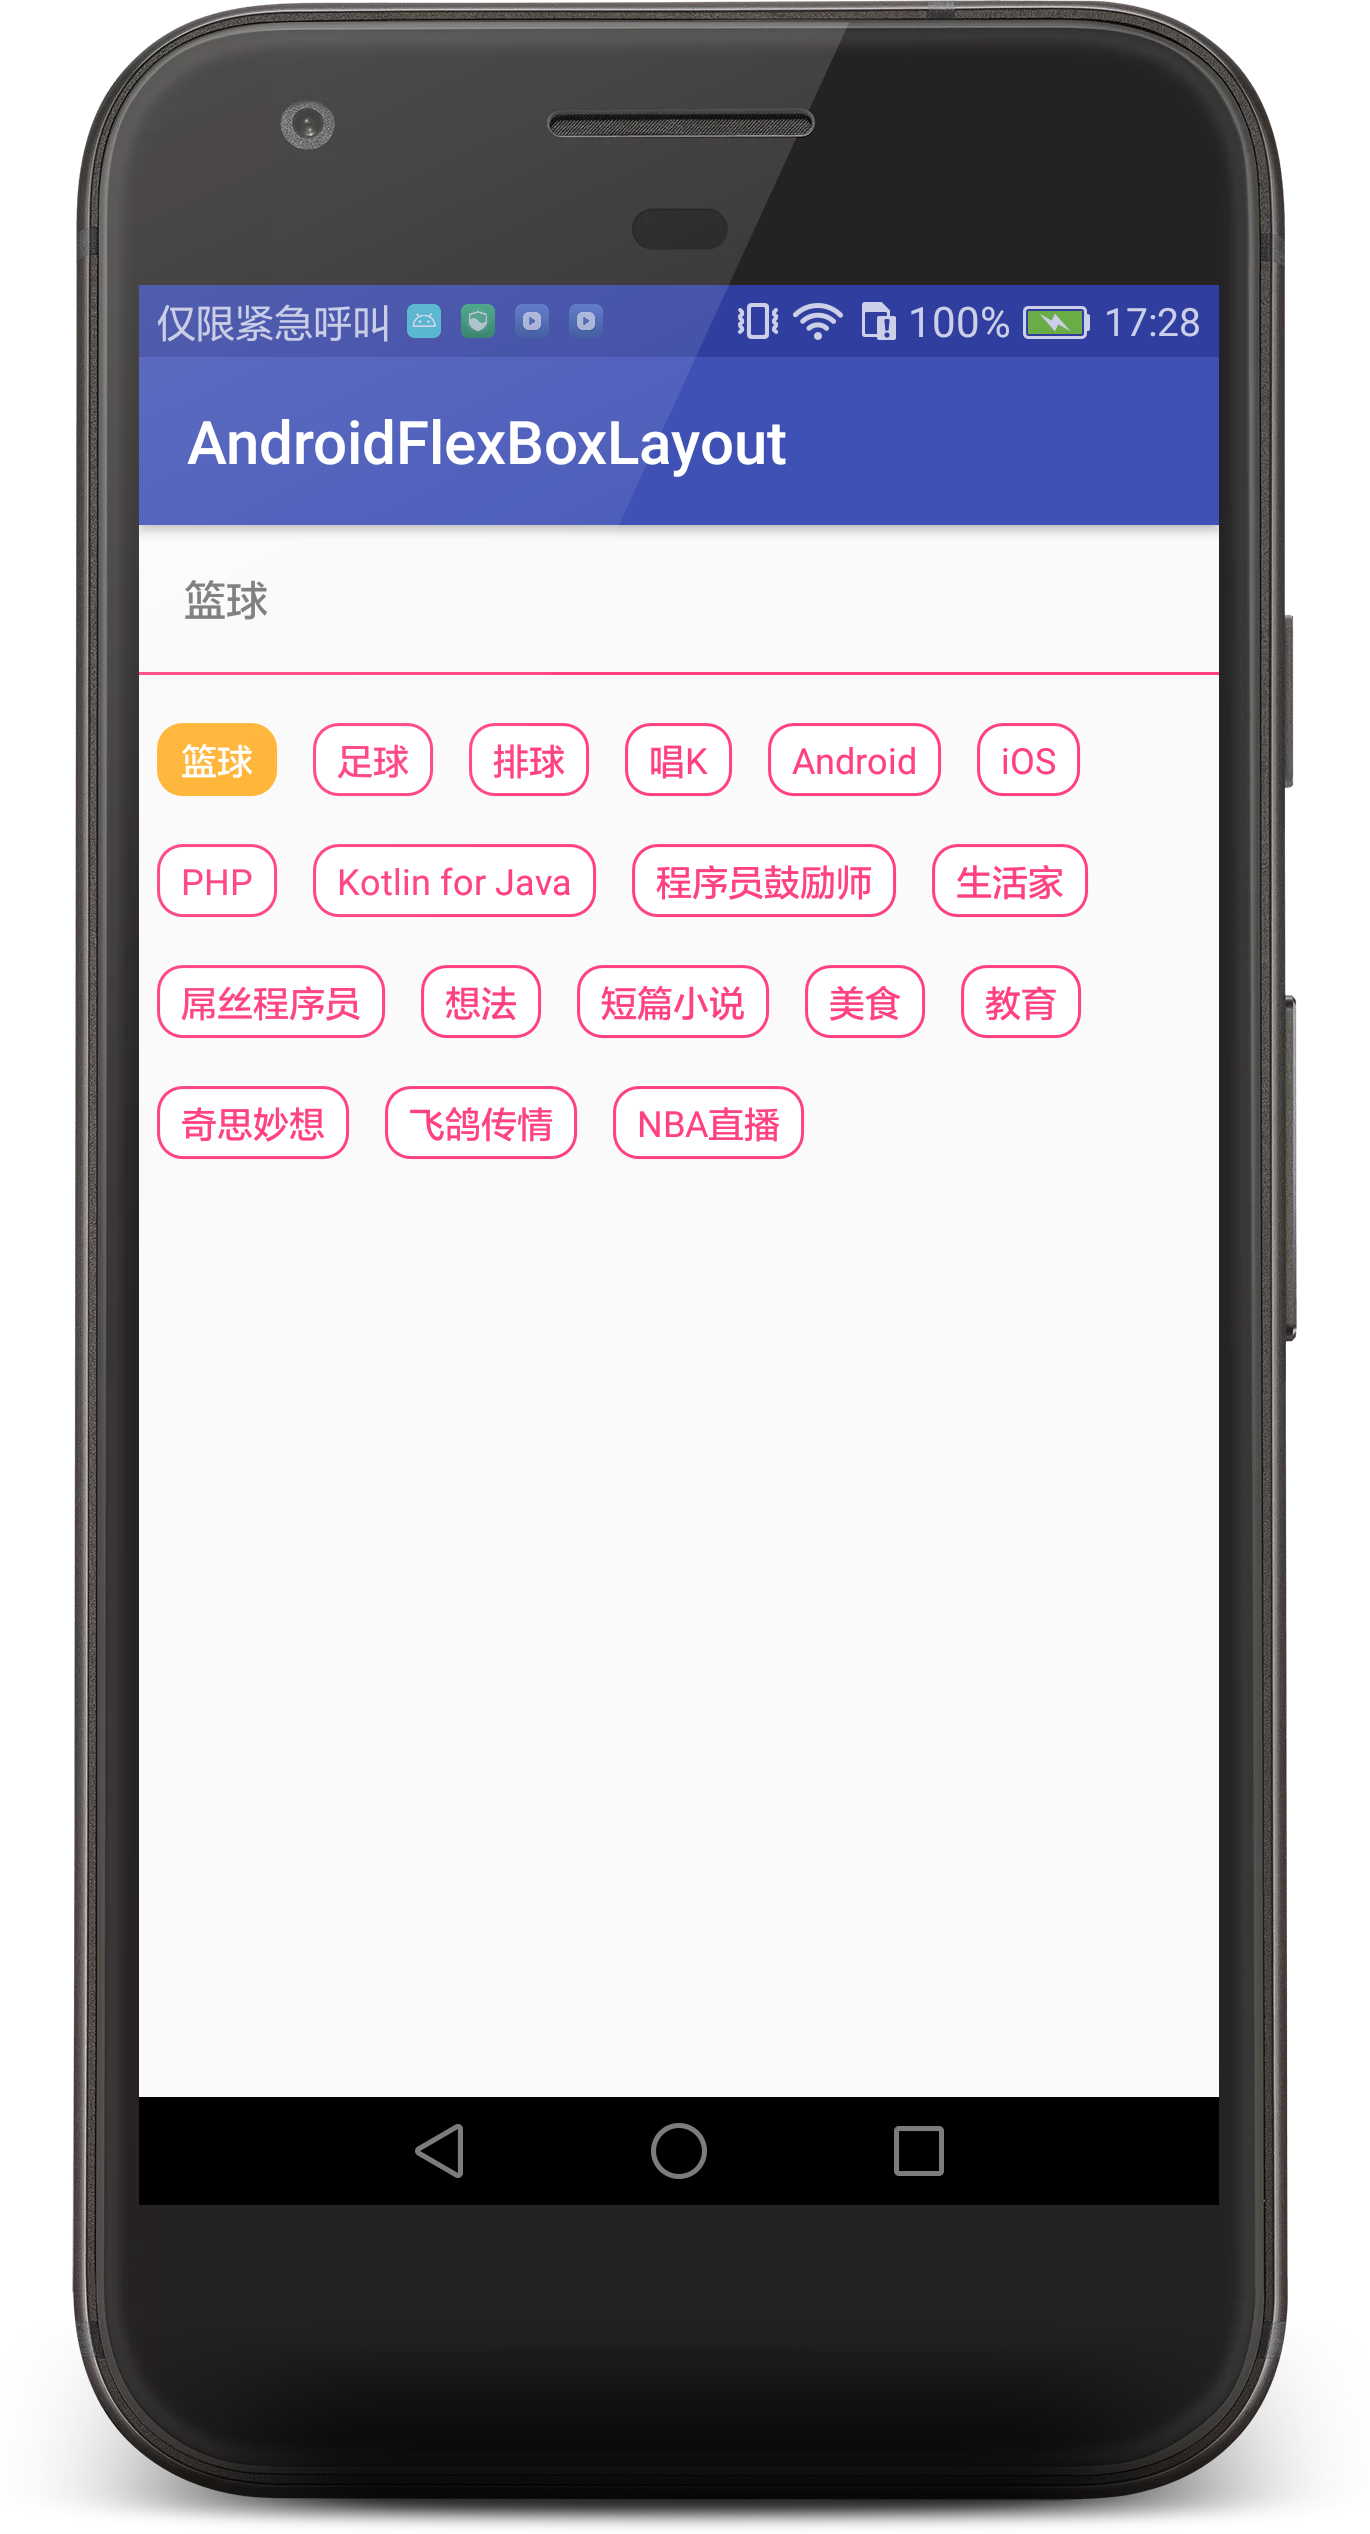 仅限紧急呼叫 100% 17:28
AndroidFlexBoxLayout
篮球
篮球 足球 排球 唱K Android iOS
PHP Kotlin for Java 程序员鼓励师 生活家
屌丝程序员 想法 短篇小说 美食 教育
奇思妙想 飞鸽传情 NBA直播